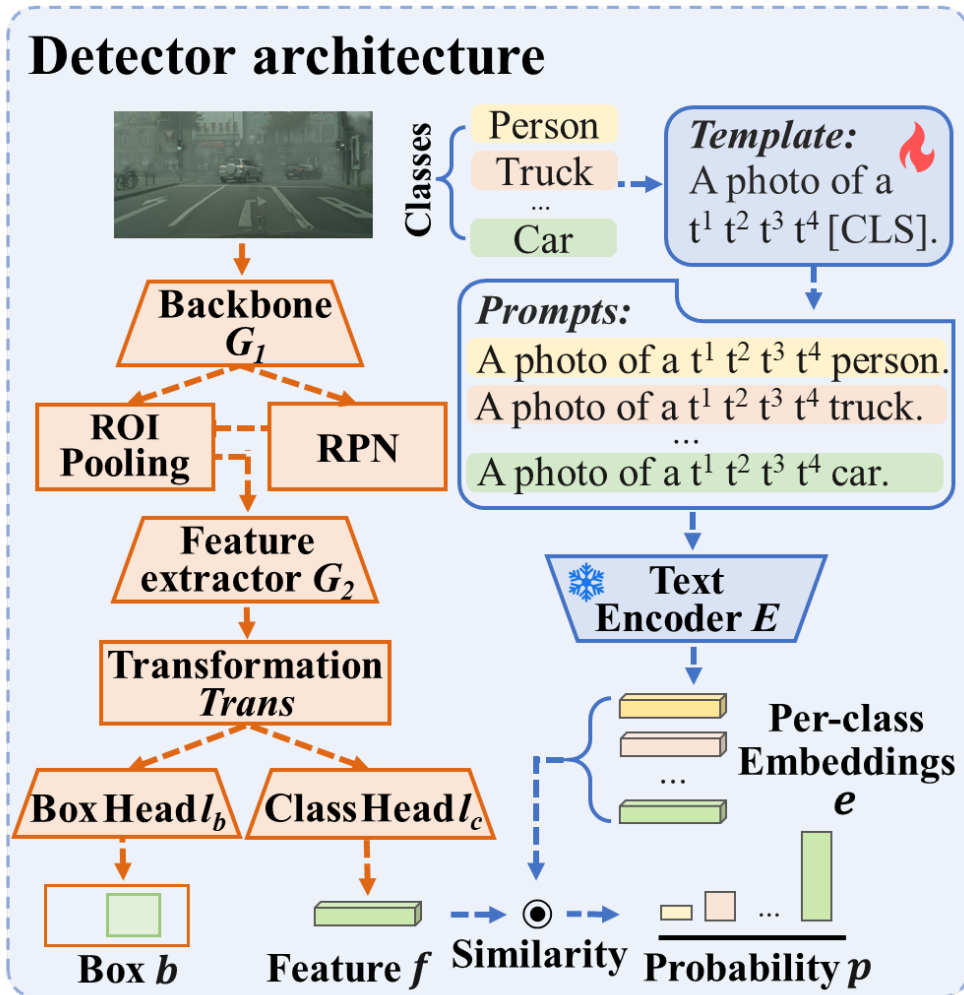 Detector architecture
Classes
Person
Truck
...
Car
Template:
A photo of a
t¹ t² t³ t⁴ [CLS].
Backbone
G₁
ROI
Pooling
RPN
Prompts:
A photo of a t¹ t² t³ t⁴ person.
A photo of a t¹ t² t³ t⁴ truck.
...
A photo of a t¹ t² t³ t⁴ car.
Feature
extractor G₂
Text
Encoder E
Transformation
Trans
Per-class
Embeddings
e
...
Box Head l_b
Class Head l_c
...
Box b
Feature f
Similarity
Probability p